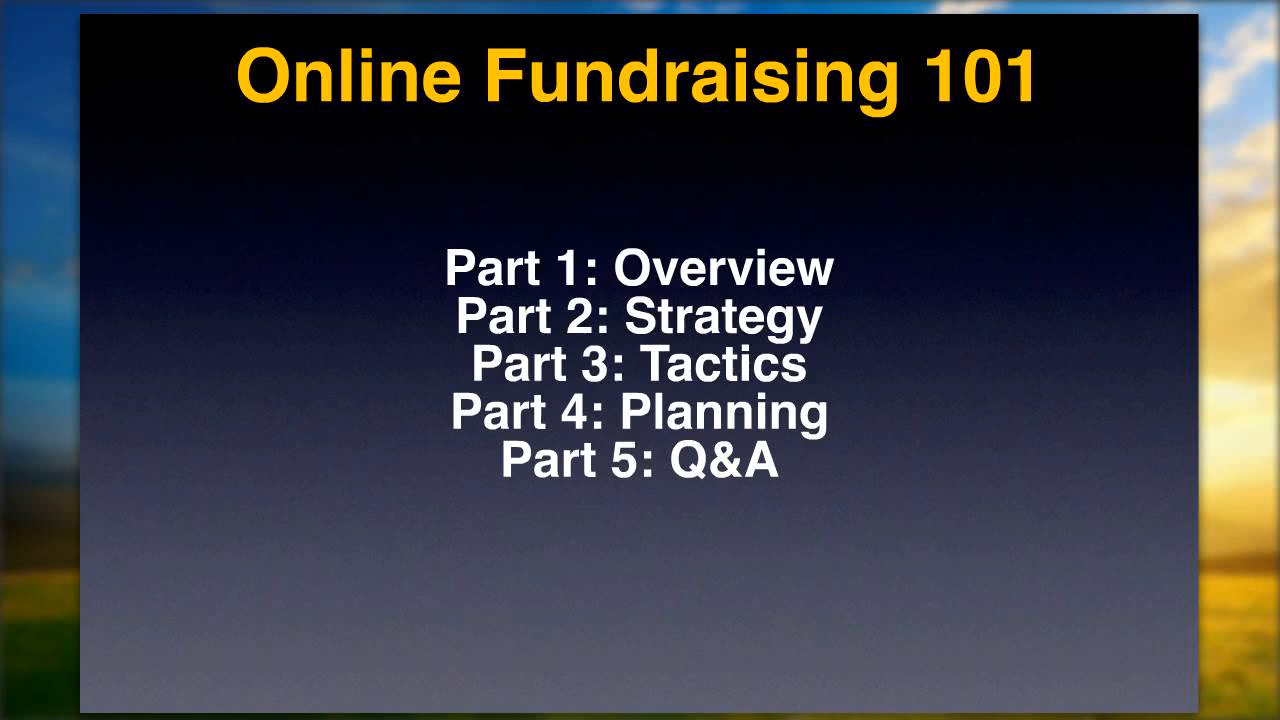 Online Fundraising 101
Part 1: Overview
Part 2: Strategy
Part 3: Tactics
Part 4: Planning
Part 5: Q&A